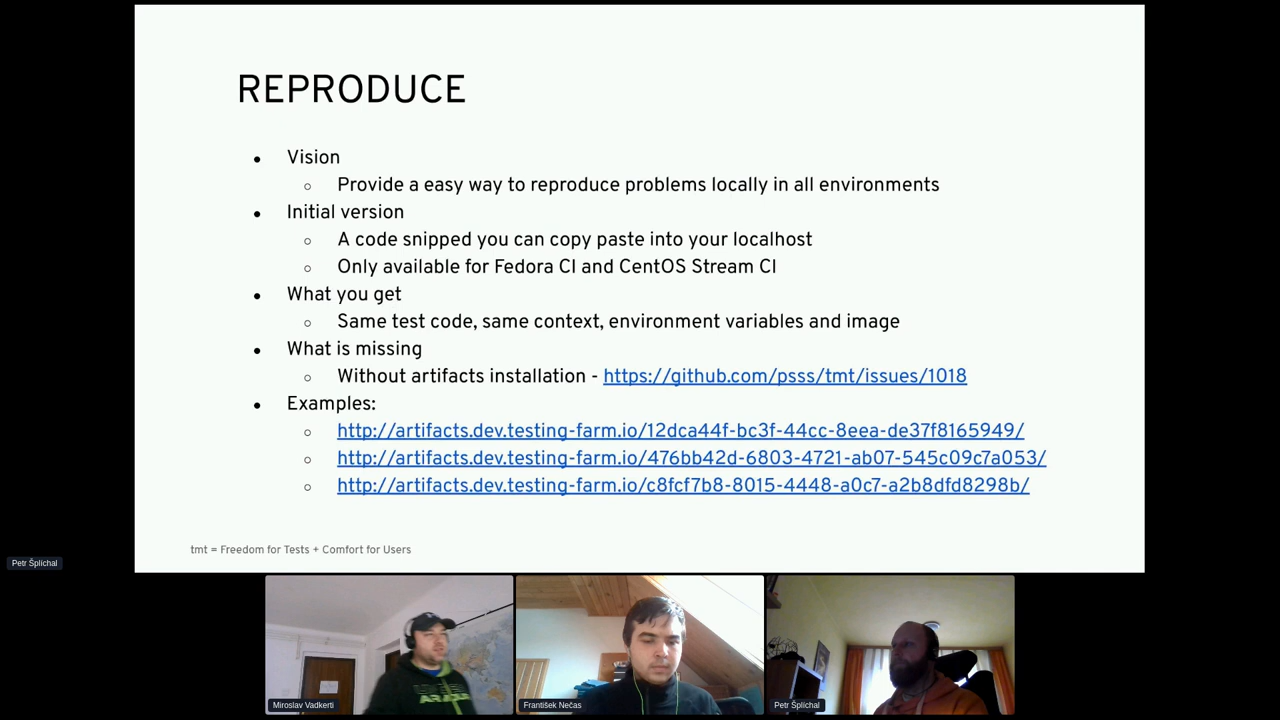 REPRODUCE
● Vision
○ Provide a easy way to reproduce problems locally in all environments
● Initial version
○ A code snipped you can copy paste into your localhost
○ Only available for Fedora CI and CentOS Stream CI
● What you get
○ Same test code, same context, environment variables and image
● What is missing
○ Without artifacts installation - https://github.com/psss/tmt/issues/1018
● Examples:
○ http://artifacts.dev.testing-farm.io/12dca44f-bc3f-44cc-8eea-de37f8165949/
○ http://artifacts.dev.testing-farm.io/476bb42d-6803-4721-ab07-545c09c7a053/
○ http://artifacts.dev.testing-farm.io/c8fcf7b8-8015-4448-a0c7-a2b8dfd8298b/
tmt = Freedom for Tests + Comfort for Users
Petr Šplíchal
Miroslav Vadkerti
František Nečas
Petr Šplíchal